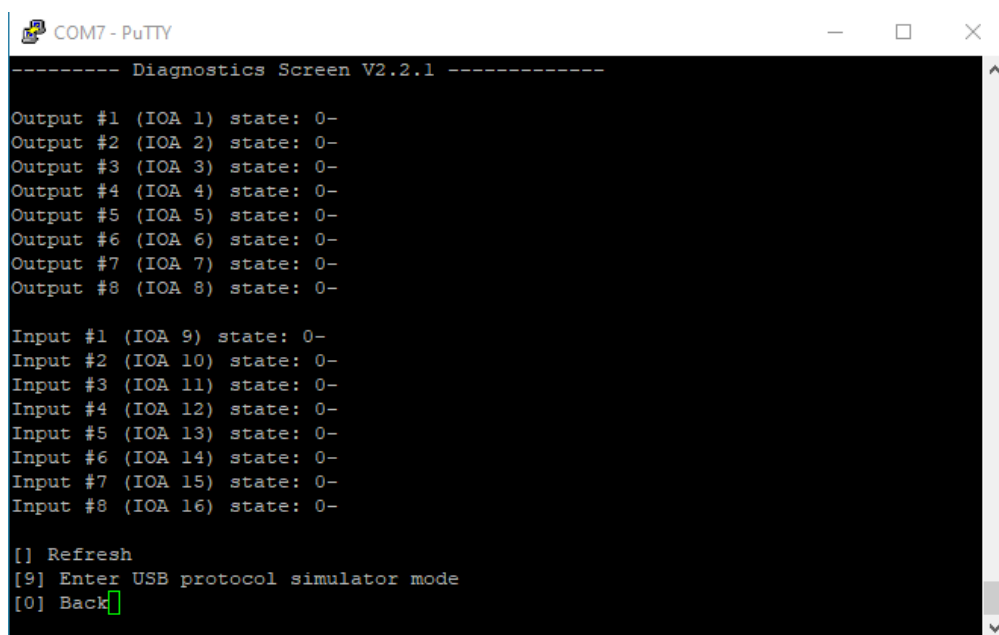 COM7 - PuTTY
--------- Diagnostics Screen V2.2.1 -------------
Output #1 (IOA 1) state: 0-
Output #2 (IOA 2) state: 0-
Output #3 (IOA 3) state: 0-
Output #4 (IOA 4) state: 0-
Output #5 (IOA 5) state: 0-
Output #6 (IOA 6) state: 0-
Output #7 (IOA 7) state: 0-
Output #8 (IOA 8) state: 0-
Input #1 (IOA 9) state: 0-
Input #2 (IOA 10) state: 0-
Input #3 (IOA 11) state: 0-
Input #4 (IOA 12) state: 0-
Input #5 (IOA 13) state: 0-
Input #6 (IOA 14) state: 0-
Input #7 (IOA 15) state: 0-
Input #8 (IOA 16) state: 0-
[] Refresh
[9] Enter USB protocol simulator mode
[0] Back